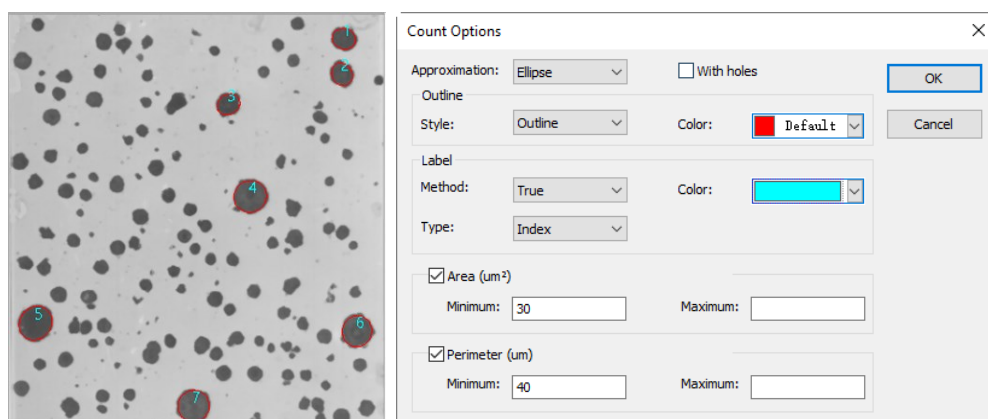 1
2
3
4
5
6
7
Count Options
Approximation: Ellipse With holes OK
Outline
Style: Outline Color: Default Cancel
Label
Method: True Color:
Type: Index
Area (um²)
Minimum: 30 Maximum:
Perimeter (um)
Minimum: 40 Maximum: